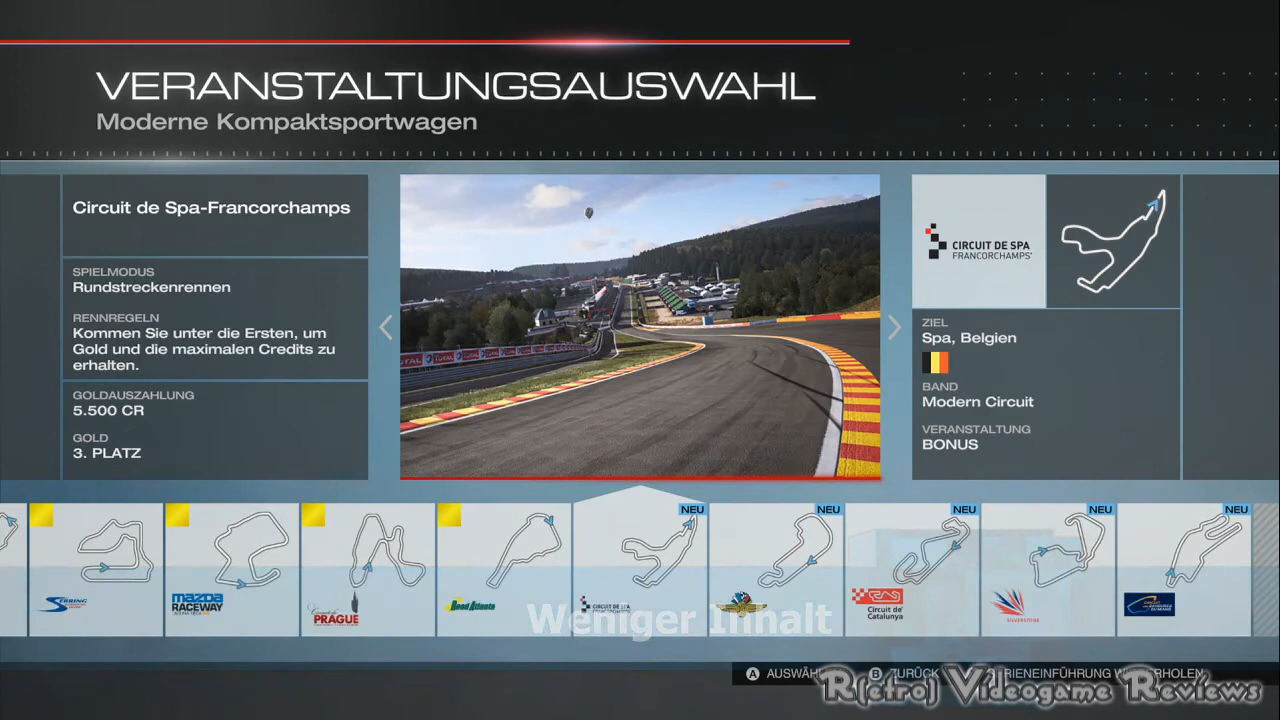 VERANSTALTUNGSAUSWAHL
Moderne Kompaktsportwagen
Circuit de Spa-Francorchamps
SPIELMODUS
Rundstreckenrennen
RENNREGELN
Kommen Sie unter die Ersten, um
Gold und die maximalen Credits zu
erhalten.
GOLDAUSZAHLUNG
5.500 CR
GOLD
3. PLATZ
TOTAL
CIRCUIT DE SPA
FRANCORCHAMPS
ZIEL
Spa, Belgien
BAND
Modern Circuit
VERANSTALTUNG
BONUS
NEU
NEU
NEU
NEU
NEU
SEBRING
MAZDA
RACEWAY
PRAGUE
Road Atlanta
CIRCUIT DE SPA
Circuit de
Catalunya
SILVERSTONE
Weniger Inhalt
A AUSWÄHL B ZURÜCK
R(etro) Videogame Reviews